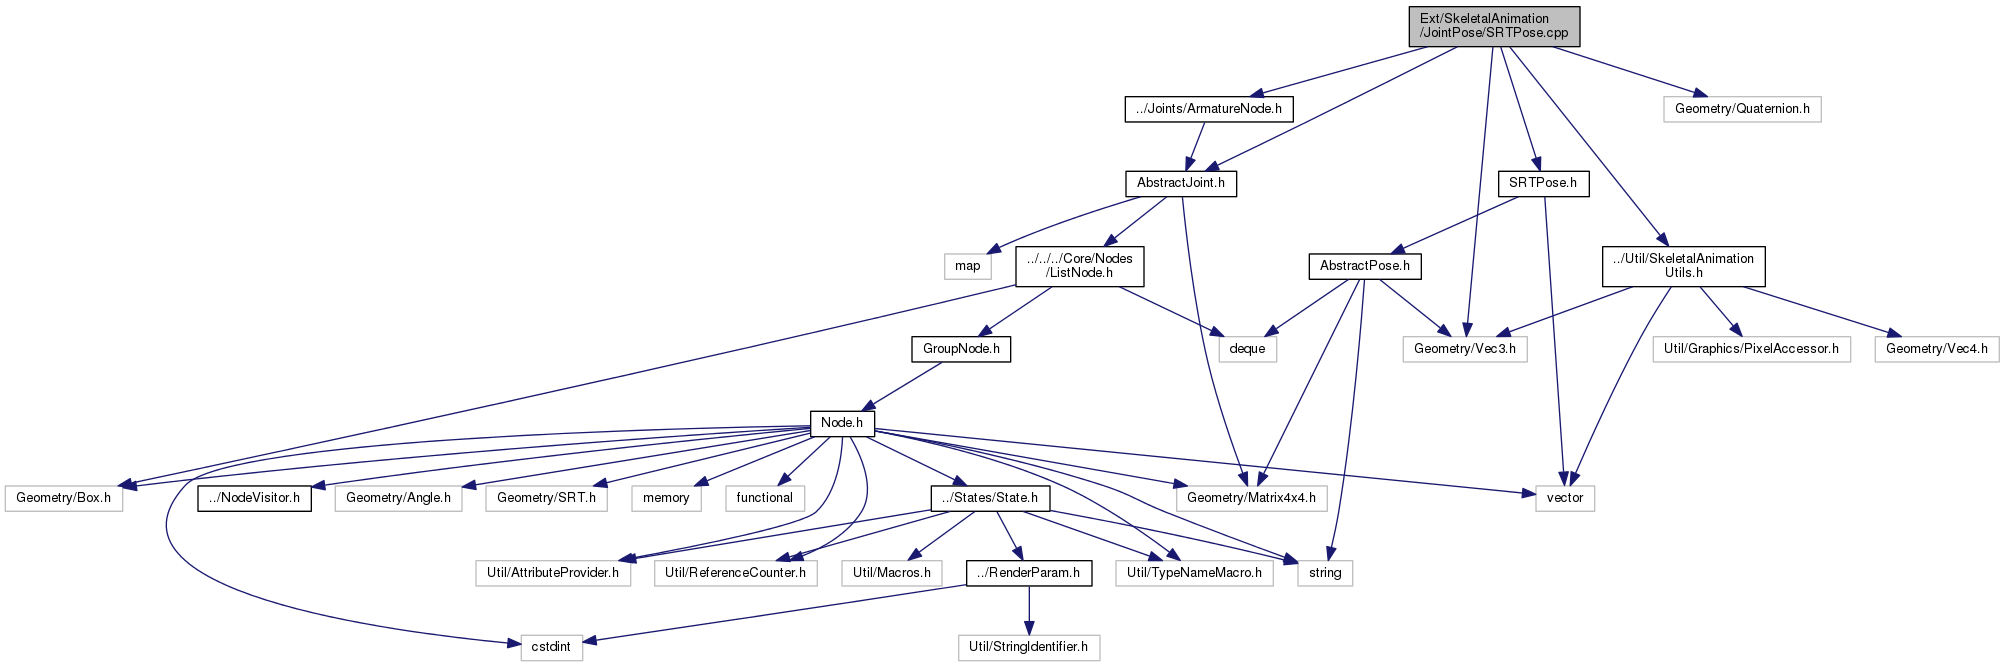 Ext/SkeletalAnimation
/JointPose/SRTPose.cpp
../Joints/ArmatureNode.h
Geometry/Quaternion.h
AbstractJoint.h
SRTPose.h
map
../../../Core/Nodes
/ListNode.h
AbstractPose.h
../Util/SkeletalAnimation
Utils.h
GroupNode.h
deque
Geometry/Vec3.h
Util/Graphics/PixelAccessor.h
Geometry/Vec4.h
Node.h
Geometry/Box.h
../NodeVisitor.h
Geometry/Angle.h
Geometry/SRT.h
memory
functional
../States/State.h
Geometry/Matrix4x4.h
vector
Util/AttributeProvider.h
Util/ReferenceCounter.h
Util/Macros.h
../RenderParam.h
Util/TypeNameMacro.h
string
cstdint
Util/StringIdentifier.h